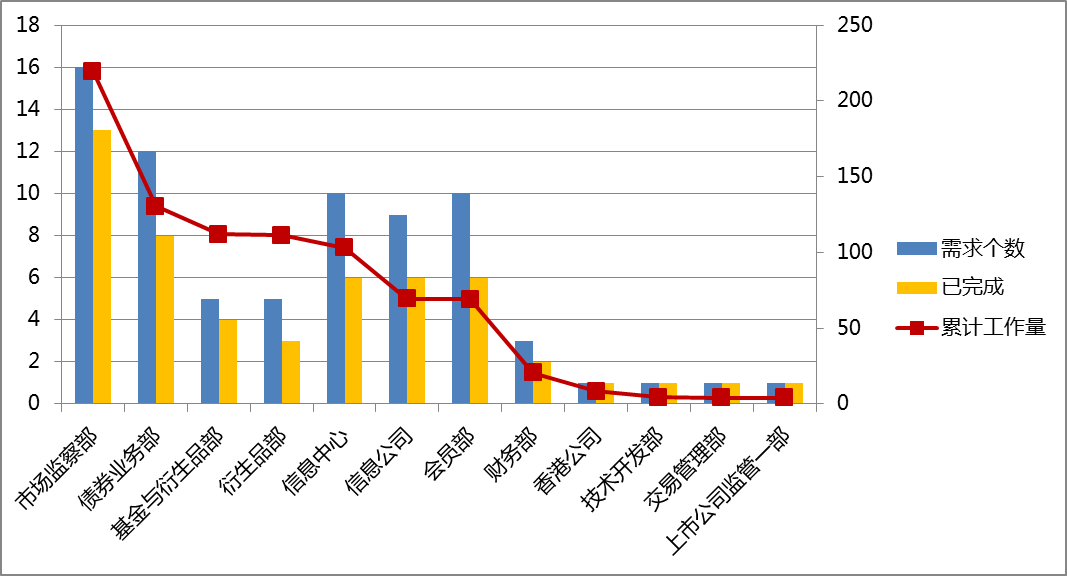 18
16
14
12
10
8
6
4
2
0
250
200
150
100
50
0
需求个数
已完成
累计工作量
市场监察部
债券业务部
基金与衍生品部
衍生品部
信息中心
信息公司
会员部
财务部
香港公司
技术开发部
交易管理部
上市公司监管一部